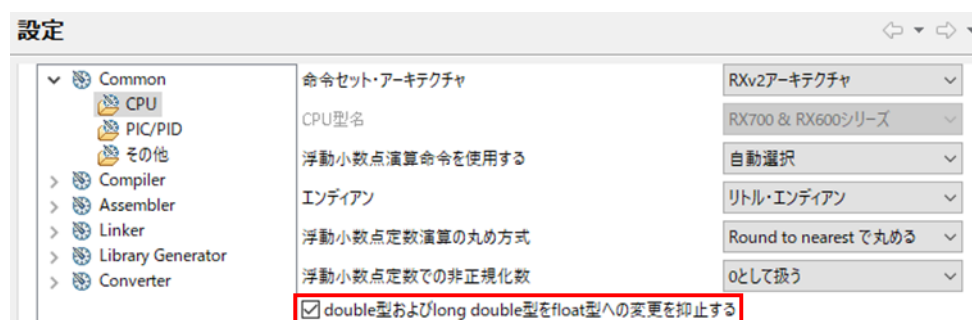 設定
Common
CPU
PIC/PID
その他
Compiler
Assembler
Linker
Library Generator
Converter
命令セット・アーキテクチャ RXv2アーキテクチャ
CPU型名 RX700 & RX600シリーズ
浮動小数点演算命令を使用する 自動選択
エンディアン リトル・エンディアン
浮動小数点定数演算の丸め方式 Round to nearest で丸める
浮動小数点定数での非正規化数 0として扱う
double型およびlong double型をfloat型への変更を抑止する